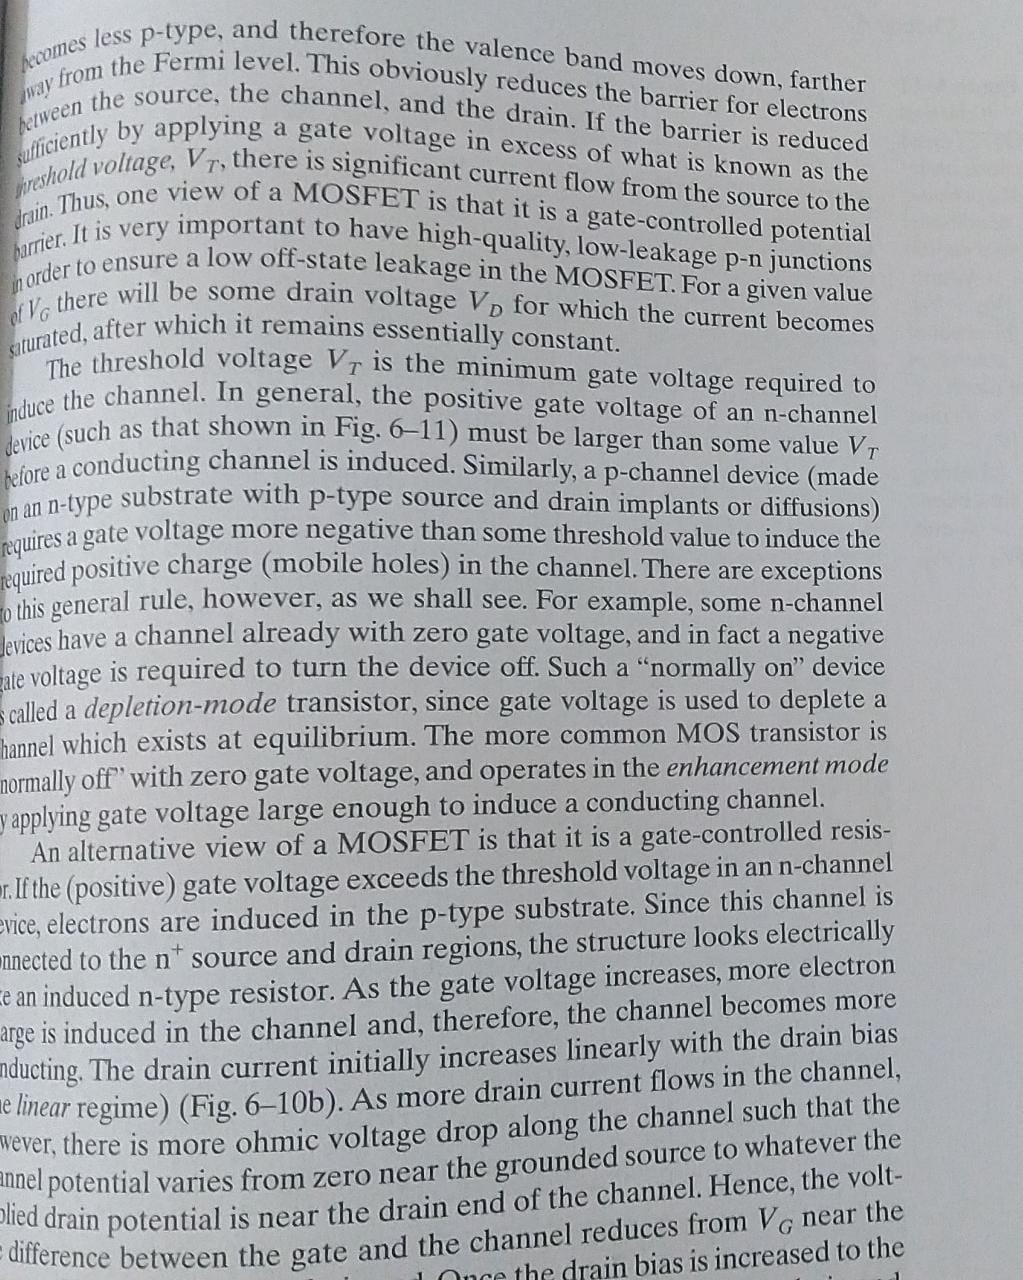 becomes less p-type, and therefore the valence band moves down, farther
away from the Fermi level. This obviously reduces the barrier for electrons
between the source, the channel, and the drain. If the barrier is reduced
sufficiently by applying a gate voltage in excess of what is known as the
threshold voltage, V_T, there is significant current flow from the source to the
drain. Thus, one view of a MOSFET is that it is a gate-controlled potential
barrier. It is very important to have high-quality, low-leakage p-n junctions
in order to ensure a low off-state leakage in the MOSFET. For a given value
of V_G there will be some drain voltage V_D for which the current becomes
saturated, after which it remains essentially constant.
The threshold voltage V_T is the minimum gate voltage required to
induce the channel. In general, the positive gate voltage of an n-channel
device (such as that shown in Fig. 6–11) must be larger than some value V_T
before a conducting channel is induced. Similarly, a p-channel device (made
on an n-type substrate with p-type source and drain implants or diffusions)
requires a gate voltage more negative than some threshold value to induce the
required positive charge (mobile holes) in the channel. There are exceptions
to this general rule, however, as we shall see. For example, some n-channel
devices have a channel already with zero gate voltage, and in fact a negative
gate voltage is required to turn the device off. Such a “normally on” device
s called a depletion-mode transistor, since gate voltage is used to deplete a
hannel which exists at equilibrium. The more common MOS transistor is
normally off” with zero gate voltage, and operates in the enhancement mode
y applying gate voltage large enough to induce a conducting channel.
An alternative view of a MOSFET is that it is a gate-controlled resis-
or. If the (positive) gate voltage exceeds the threshold voltage in an n-channel
evice, electrons are induced in the p-type substrate. Since this channel is
onnected to the n⁺ source and drain regions, the structure looks electrically
ke an induced n-type resistor. As the gate voltage increases, more electron
arge is induced in the channel and, therefore, the channel becomes more
nducting. The drain current initially increases linearly with the drain bias
e linear regime) (Fig. 6–10b). As more drain current flows in the channel,
wever, there is more ohmic voltage drop along the channel such that the
annel potential varies from zero near the grounded source to whatever the
plied drain potential is near the drain end of the channel. Hence, the volt-
difference between the gate and the channel reduces from V_G near the
Once the drain bias is increased to the